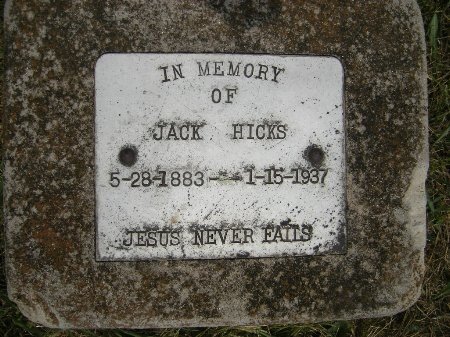 IN MEMORY
OF
JACK HICKS
5-28-1883 — 1-15-1937
JESUS NEVER FAILS